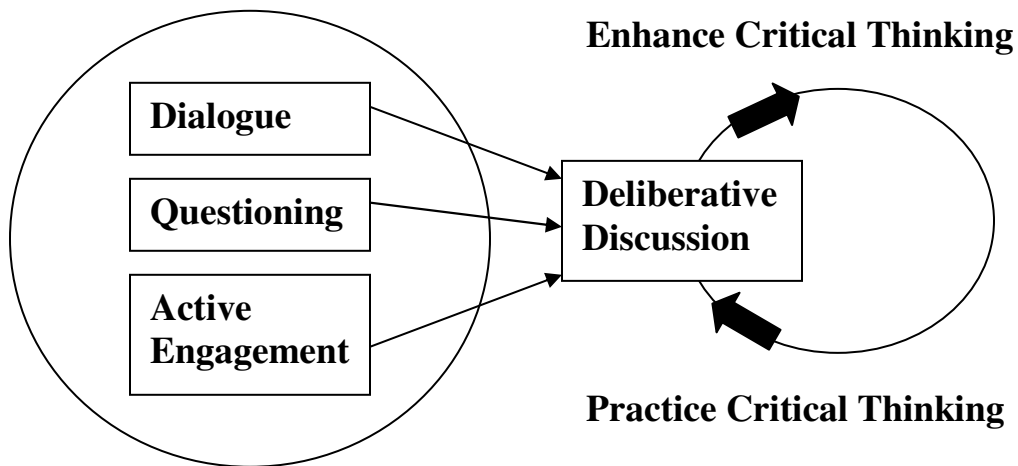 Enhance Critical Thinking
Dialogue
Questioning
Active
Engagement
Deliberative
Discussion
Practice Critical Thinking